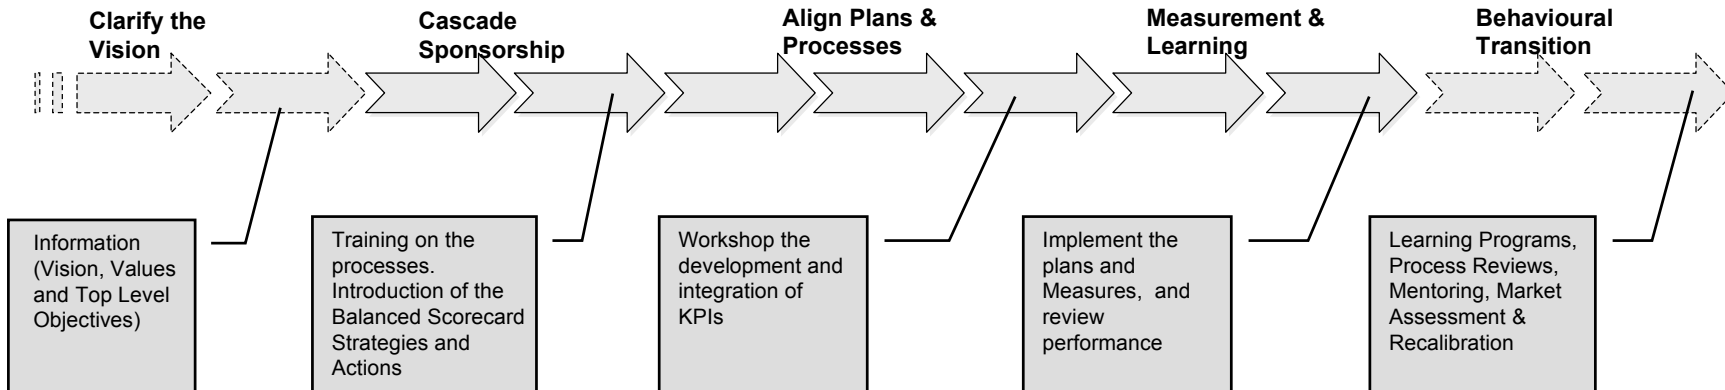 Clarify the
Vision
Cascade
Sponsorship
Align Plans &
Processes
Measurement &
Learning
Behavioural
Transition
Information
(Vision, Values
and Top Level
Objectives)
Training on the
processes.
Introduction of the
Balanced Scorecard
Strategies and
Actions
Workshop the
development and
integration of
KPIs
Implement the
plans and
Measures, and
review
performance
Learning Programs,
Process Reviews,
Mentoring, Market
Assessment &
Recalibration